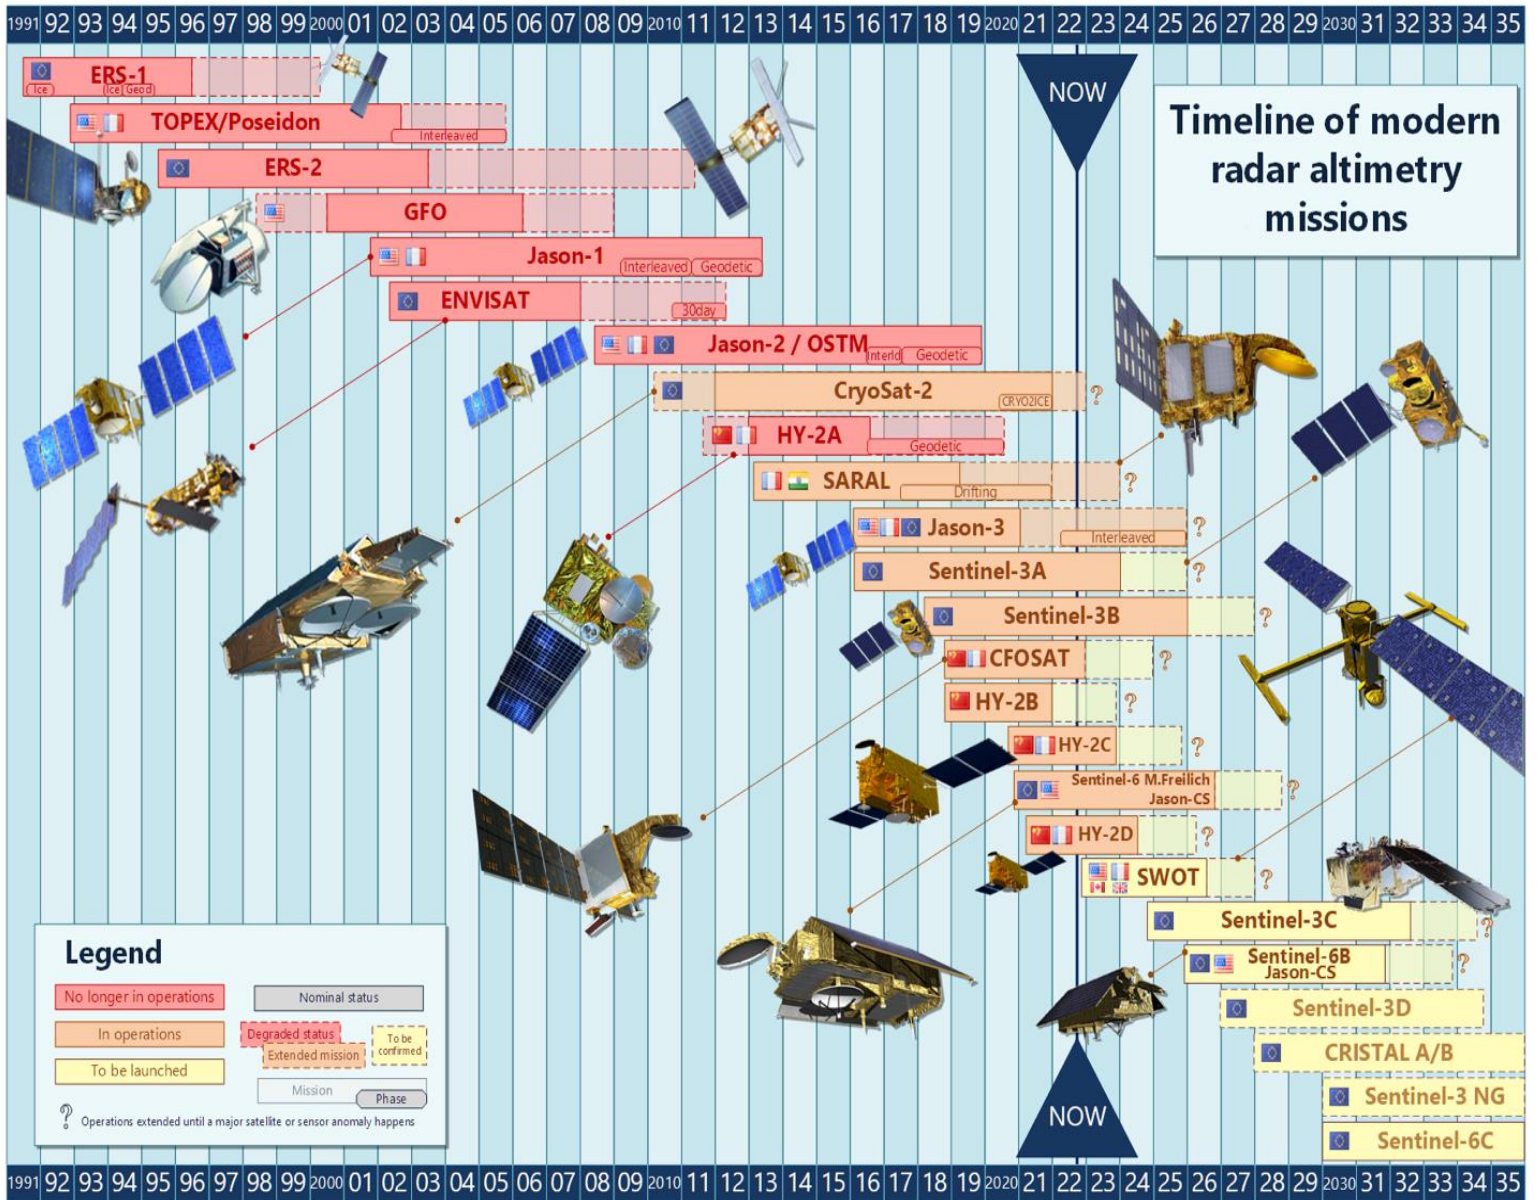 1991 92 93 94 95 96 97 98 99 2000 01 02 03 04 05 06 07 08 09 2010 11 12 13 14 15 16 17 18 19 2020 21 22 23 24 25 26 27 28 29 2030 31 32 33 34 35
NOW
Timeline of modern
radar altimetry
missions
ERS-1
Ice
Ice
Geod
TOPEX/Poseidon
Interleaved
ERS-2
GFO
Jason-1
Interleaved
Geodetic
ENVISAT
30day
Jason-2 / OSTM
Interld
Geodetic
CryoSat-2
CRYO2ICE
?
HY-2A
Geodetic
SARAL
Drifting
?
Jason-3
Interleaved
?
Sentinel-3A
?
Sentinel-3B
?
CFOSAT
?
HY-2B
?
HY-2C
?
Sentinel-6 M.Freilich
Jason-CS
?
HY-2D
?
SWOT
?
Sentinel-3C
?
Sentinel-6B
Jason-CS
?
Sentinel-3D
CRISTAL A/B
Sentinel-3 NG
Sentinel-6C
NOW
Legend
No longer in operations
Nominal status
In operations
Degraded status
Extended mission
To be
confirmed
To be launched
Mission
Phase
? Operations extended until a major satellite or sensor anomaly happens
1991 92 93 94 95 96 97 98 99 2000 01 02 03 04 05 06 07 08 09 2010 11 12 13 14 15 16 17 18 19 2020 21 22 23 24 25 26 27 28 29 2030 31 32 33 34 35